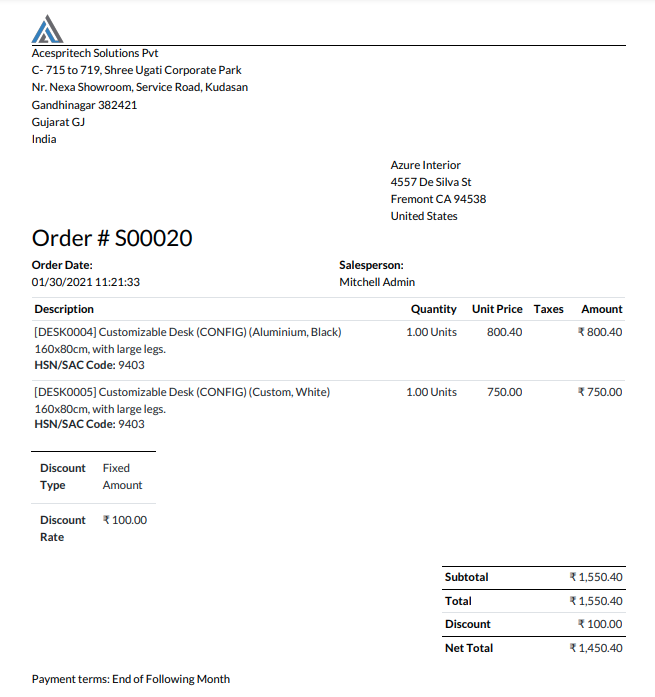 Acespritech Solutions Pvt
C- 715 to 719, Shree Ugati Corporate Park
Nr. Nexa Showroom, Service Road, Kudasan
Gandhinagar 382421
Gujarat GJ
India
Azure Interior
4557 De Silva St
Fremont CA 94538
United States
Order # S00020
Order Date: Salesperson:
01/30/2021 11:21:33 Mitchell Admin
Description Quantity Unit Price Taxes Amount
[DESK0004] Customizable Desk (CONFIG) (Aluminium, Black) 1.00 Units 800.40 ₹ 800.40
160x80cm, with large legs.
HSN/SAC Code: 9403
[DESK0005] Customizable Desk (CONFIG) (Custom, White) 1.00 Units 750.00 ₹ 750.00
160x80cm, with large legs.
HSN/SAC Code: 9403
Discount Fixed
Type Amount
Discount ₹ 100.00
Rate
Subtotal ₹ 1,550.40
Total ₹ 1,550.40
Discount ₹ 100.00
Net Total ₹ 1,450.40
Payment terms: End of Following Month